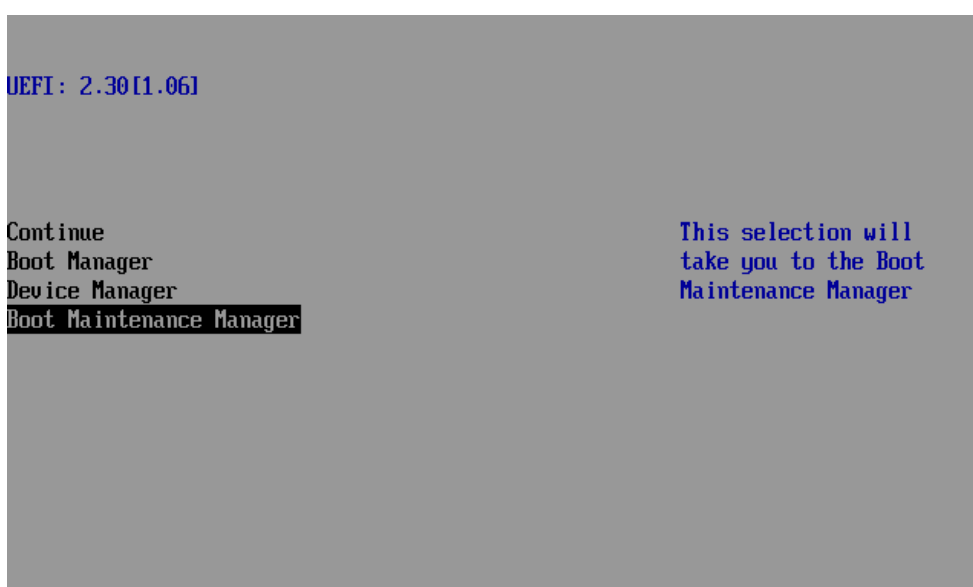 UEFI: 2.30[1.06]
Continue
Boot Manager
Device Manager
Boot Maintenance Manager
This selection will
take you to the Boot
Maintenance Manager